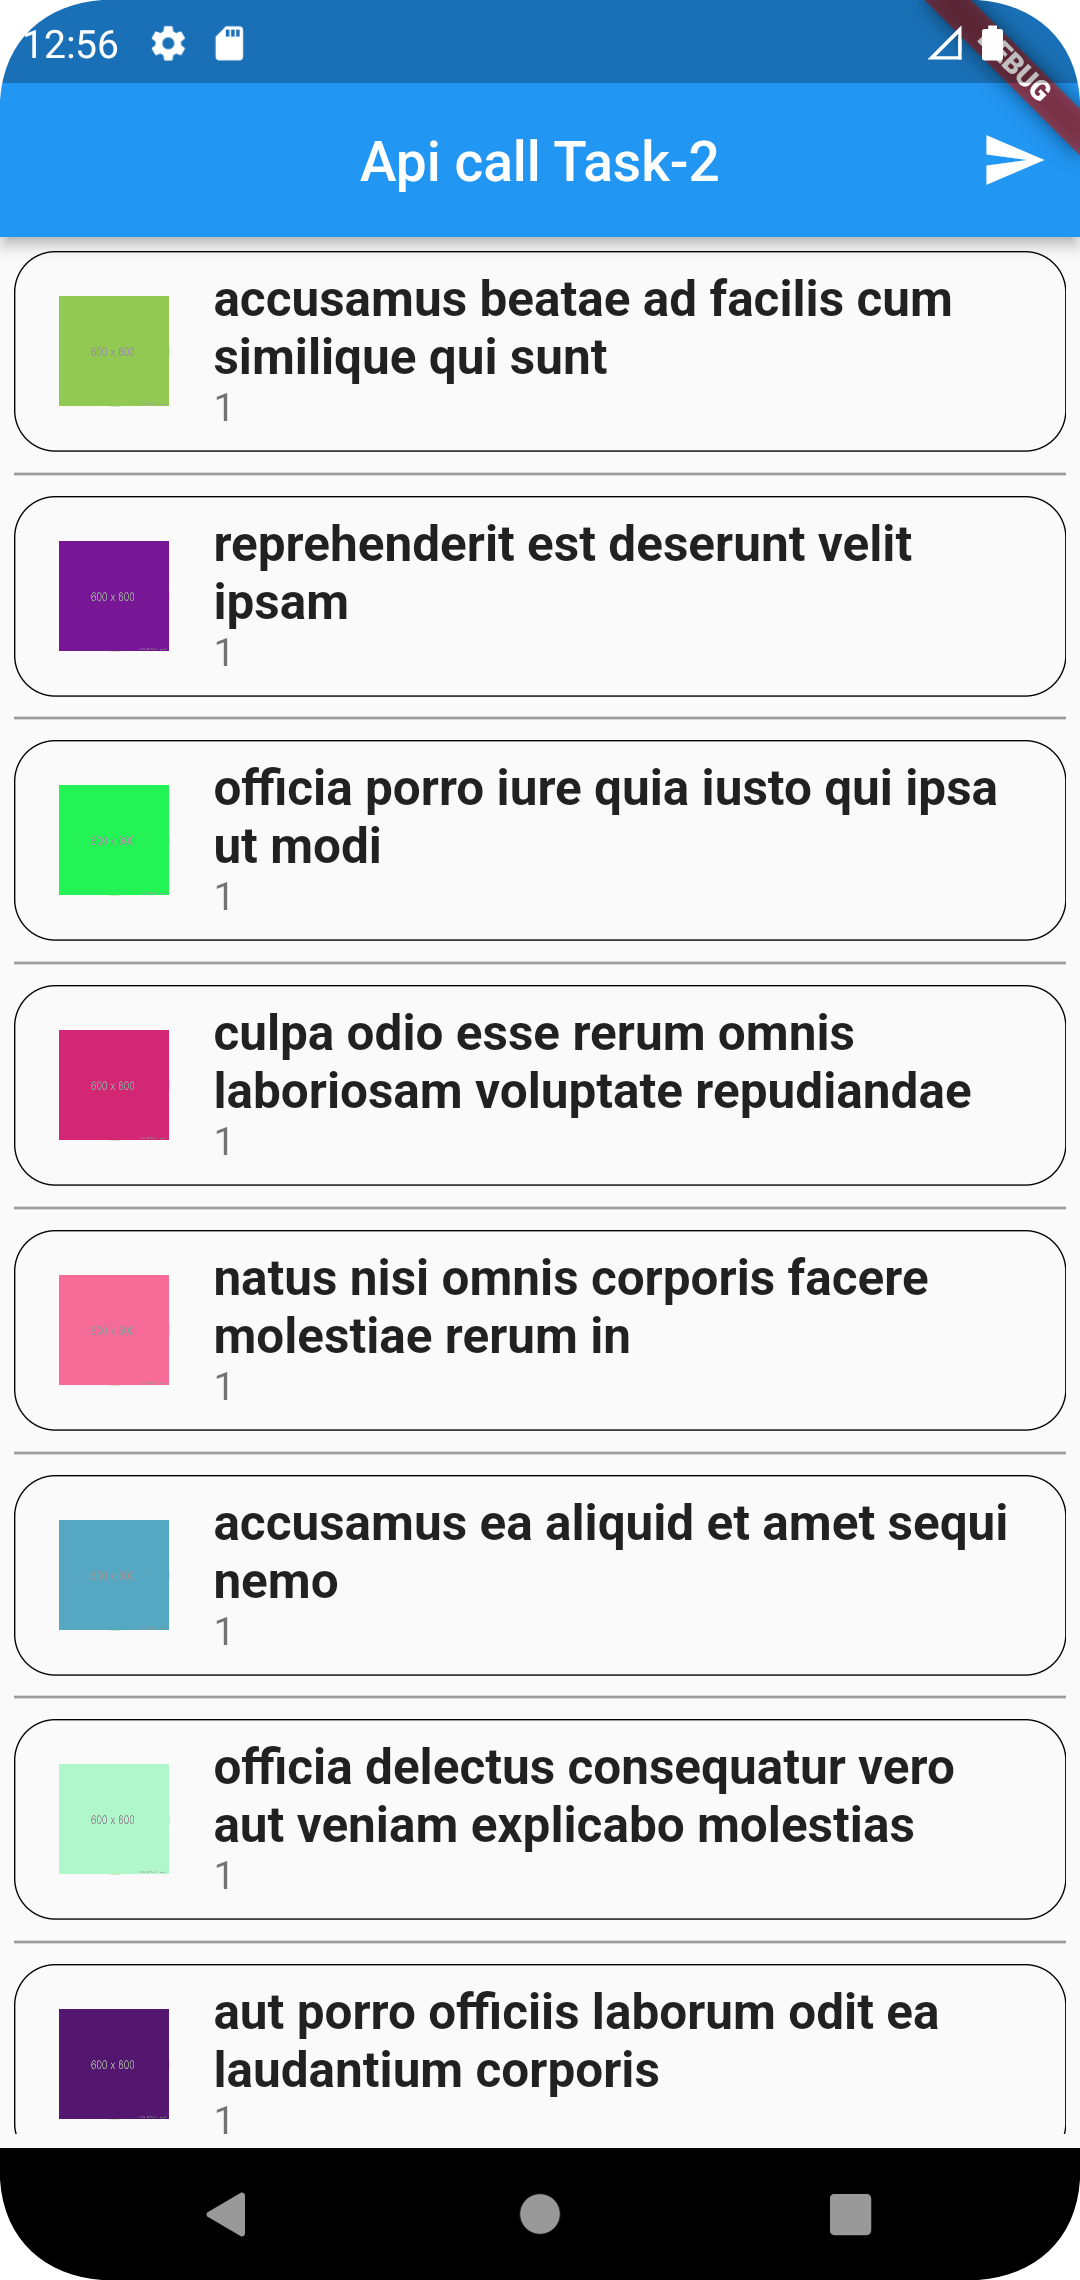 12:56
Api call Task-2
accusamus beatae ad facilis cum
similique qui sunt
600 x 600
1
reprehenderit est deserunt velit
ipsam
600 x 600
1
officia porro iure quia iusto qui ipsa
ut modi
600 x 600
1
culpa odio esse rerum omnis
laboriosam voluptate repudiandae
600 x 600
1
natus nisi omnis corporis facere
molestiae rerum in
600 x 600
1
accusamus ea aliquid et amet sequi
nemo
1
officia delectus consequatur vero
aut veniam explicabo molestias
600 x 600
1
aut porro officiis laborum odit ea
laudantium corporis
600 x 600
1